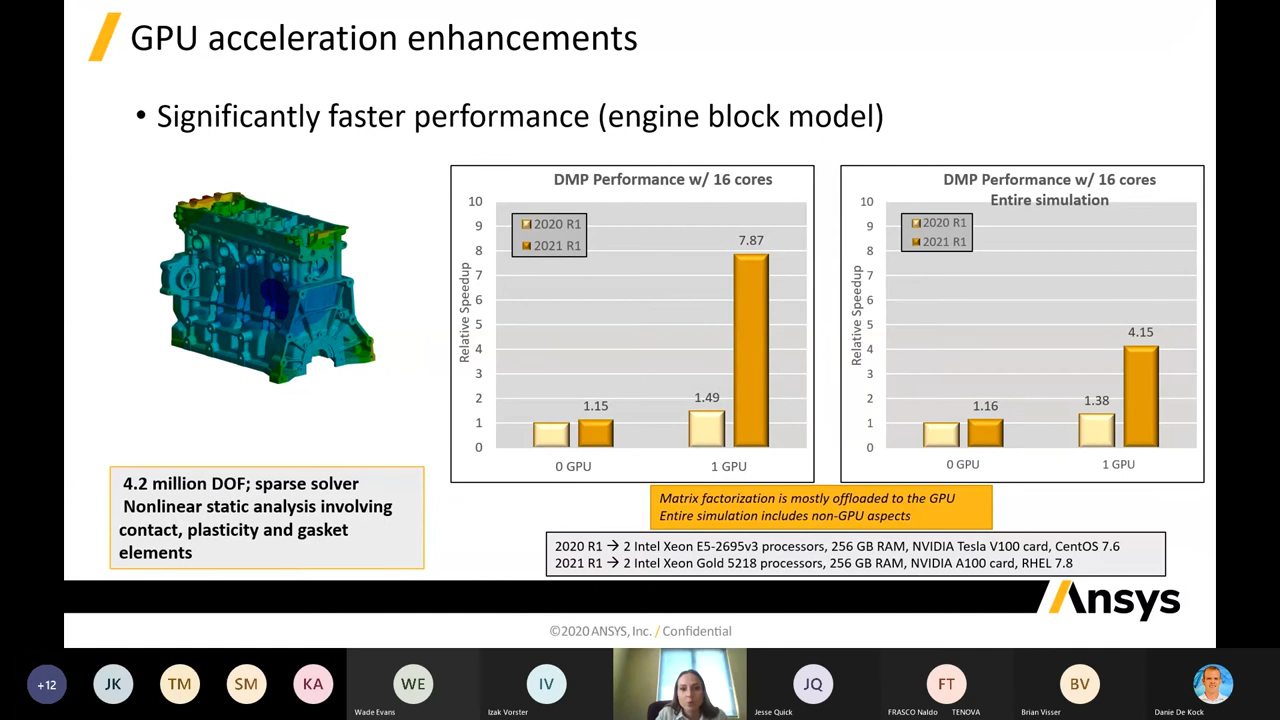 GPU acceleration enhancements
• Significantly faster performance (engine block model)
DMP Performance w/ 16 cores
10
9
8
7
6
5
4
3
2
1
0
Relative Speedup
2020 R1
2021 R1
1.15
1.49
7.87
0 GPU
1 GPU
DMP Performance w/ 16 cores
Entire simulation
10
9
8
7
6
5
4
3
2
1
0
Relative Speedup
2020 R1
2021 R1
1.16
1.38
4.15
0 GPU
1 GPU
4.2 million DOF; sparse solver
Nonlinear static analysis involving
contact, plasticity and gasket
elements
Matrix factorization is mostly offloaded to the GPU
Entire simulation includes non-GPU aspects
2020 R1 → 2 Intel Xeon E5-2695v3 processors, 256 GB RAM, NVIDIA Tesla V100 card, CentOS 7.6
2021 R1 → 2 Intel Xeon Gold 5218 processors, 256 GB RAM, NVIDIA A100 card, RHEL 7.8
Ansys
©2020 ANSYS, Inc. / Confidential
+12
JK
TM
SM
KA
WE
Wade Evans
IV
Izak Vorster
JQ
Jesse Quick
FT
FRASCO Naldo TENOVA
BV
Brian Visser
Danie De Kock